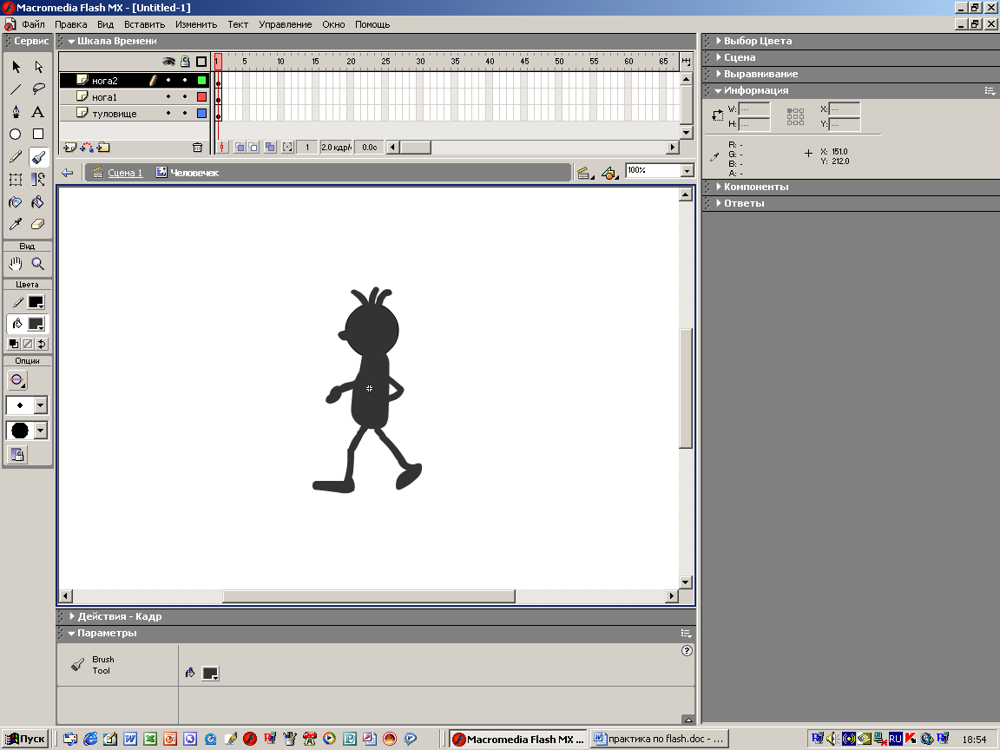 Macromedia Flash MX - [Untitled-1]
Файл Правка Вид Вставить Изменить Текст Управление Окно Помощь
Сервис
Шкала Времени
1 5 10 15 20 25 30 35 40 45 50 55 60 65
нога2
нога1
туловище
1 2.0 кдр/ 0.0с
Сцена 1 Человечек 100%
Вид
Цвета
Опции
Выбор Цвета
Сцена
Выравнивание
Информация
W: --- X: ---
H: --- Y: ---
R: -
G: - X: 151.0
B: - Y: 212.0
A: -
Компоненты
Ответы
Действия - Кадр
Параметры
Brush
Tool
Пуск Macromedia Flash MX ... практика по flash.doc - ... RU 18:54